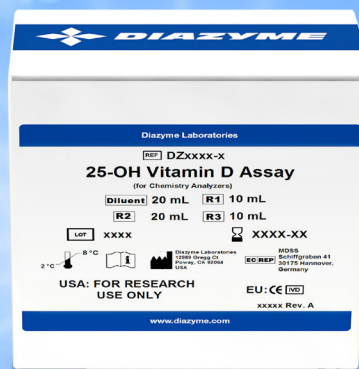 DIAZYME
Diazyme Laboratories
REF DZxxxx-x
25-OH Vitamin D Assay
(for Chemistry Analyzers)
Diluent 20 mL R1 10 mL
R2 20 mL R3 10 mL
LOT xxxx XXXX-XX
2°C 8°C
Diazyme Laboratories
12889 Gregg Ct
Poway, CA 92064
USA
EC REP MDSS
Schiffgraben 41
30175 Hannover,
Germany
USA: FOR RESEARCH
USE ONLY
EU: CE IVD
xxxxx Rev. A
www.diazyme.com